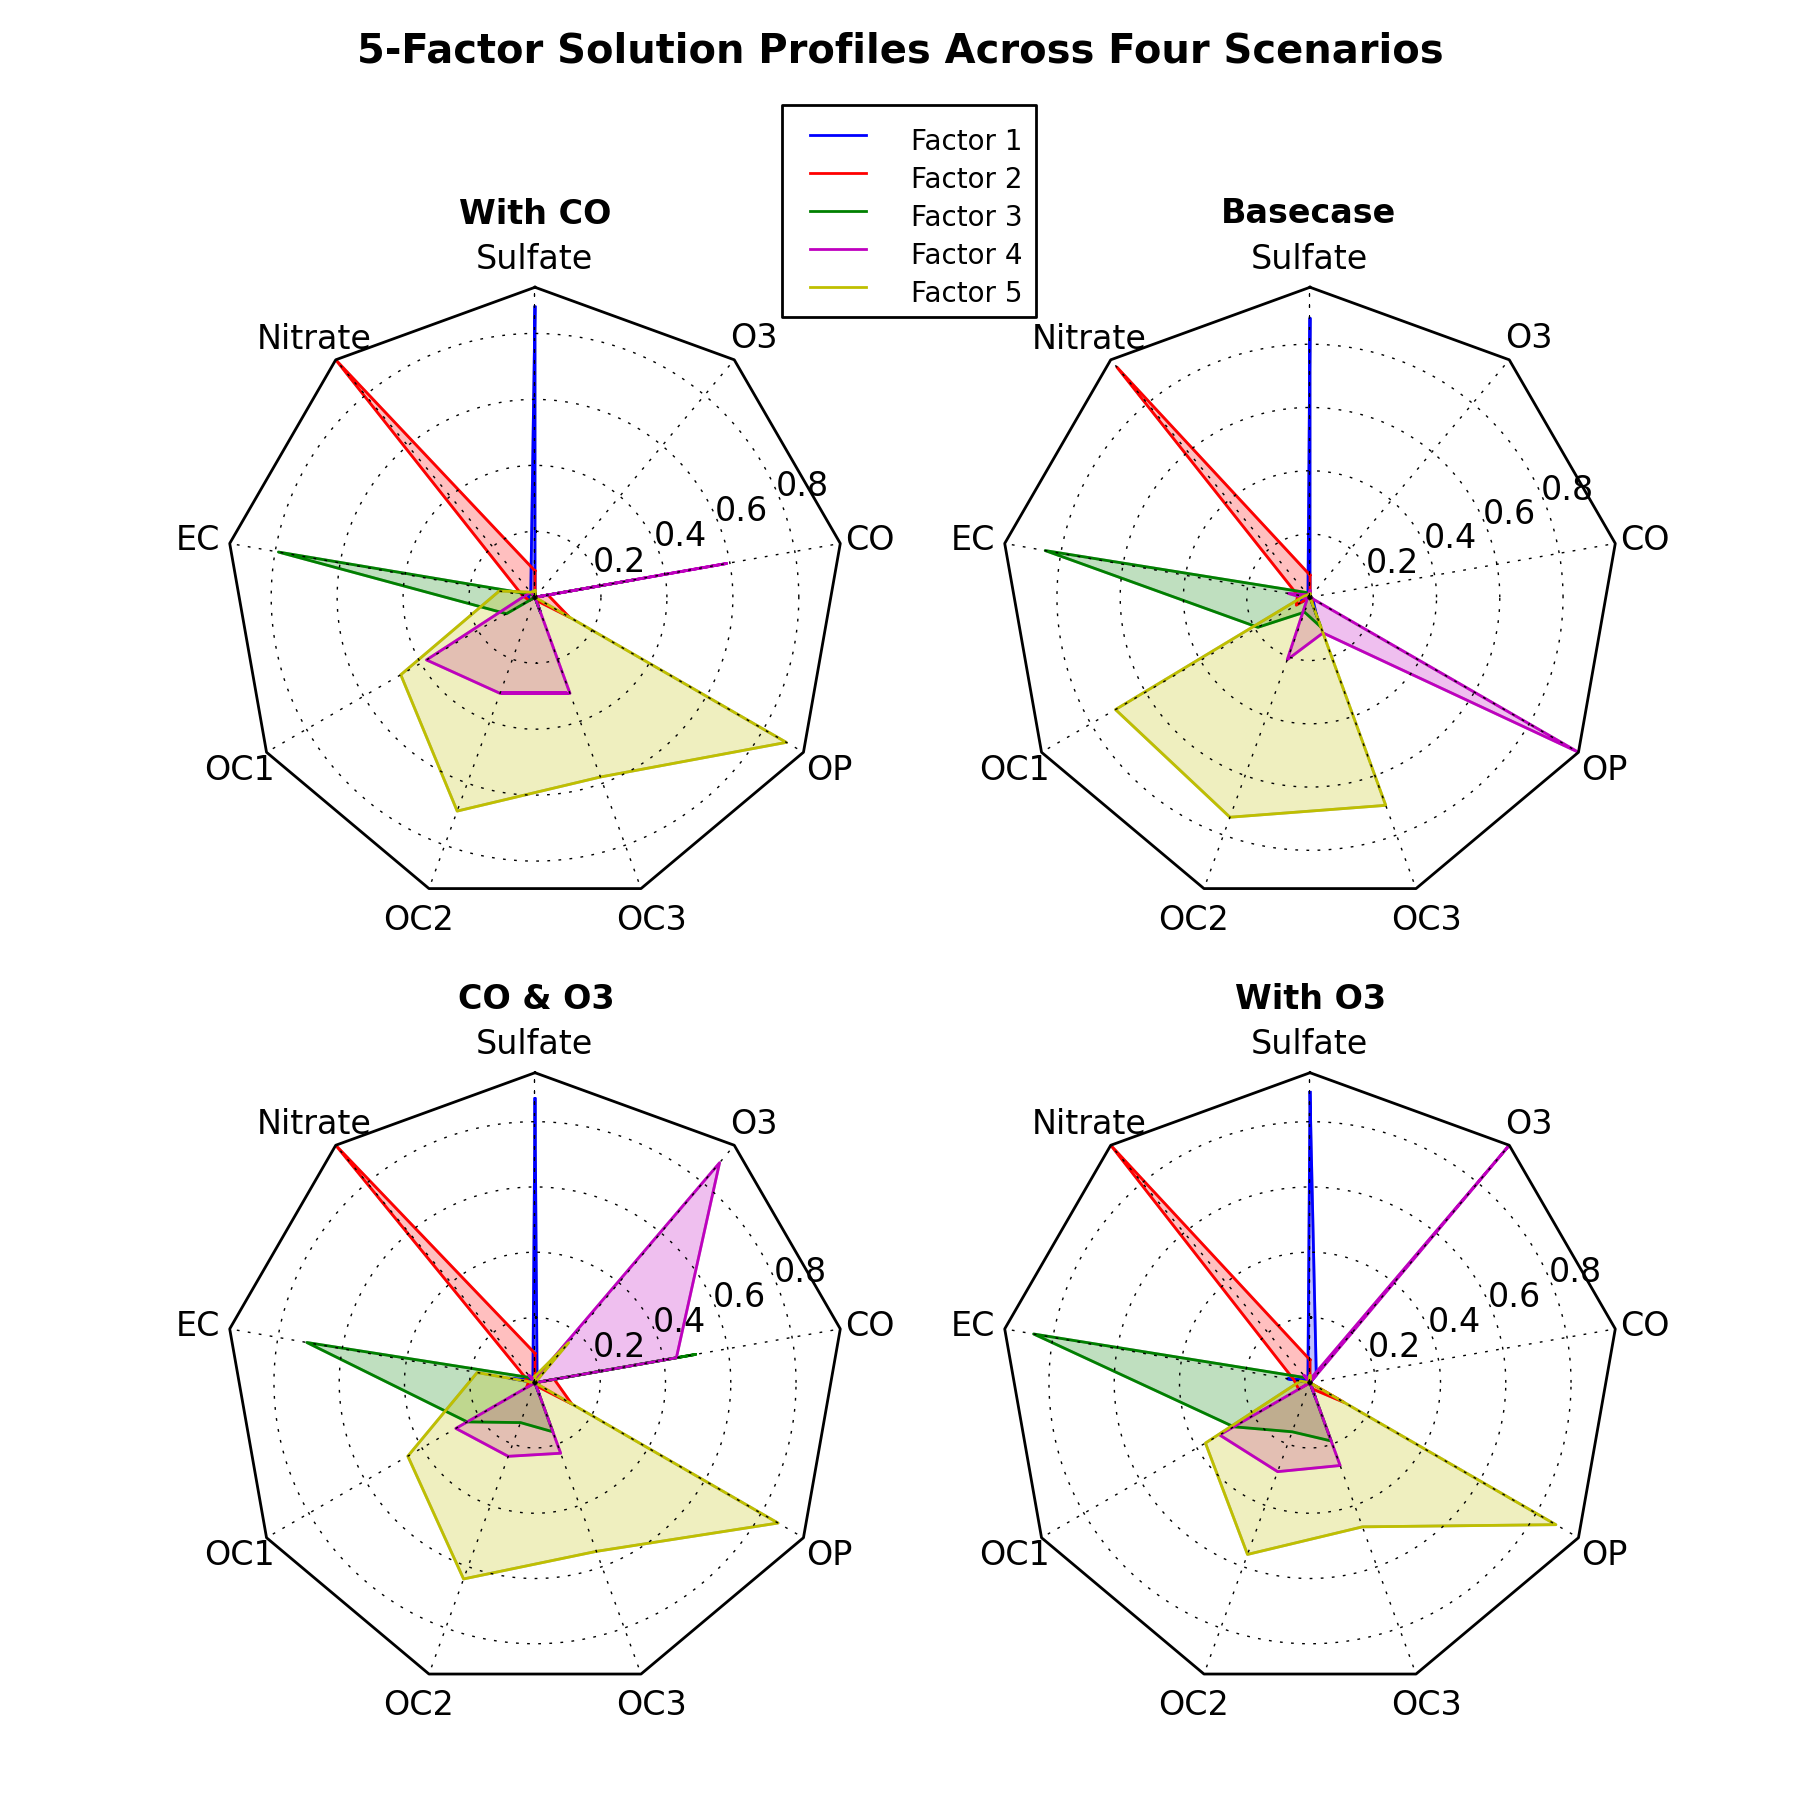 5-Factor Solution Profiles Across Four Scenarios
Factor 1
Factor 2
Factor 3
Factor 4
Factor 5
With CO
Sulfate
Nitrate
O3
EC
CO
0.2
0.4
0.6
0.8
OC1
OP
OC2
OC3
Basecase
Sulfate
Nitrate
O3
EC
CO
0.2
0.4
0.6
0.8
OC1
OP
OC2
OC3
CO & O3
Sulfate
Nitrate
O3
EC
CO
0.2
0.4
0.6
0.8
OC1
OP
OC2
OC3
With O3
Sulfate
Nitrate
O3
EC
CO
0.2
0.4
0.6
0.8
OC1
OP
OC2
OC3